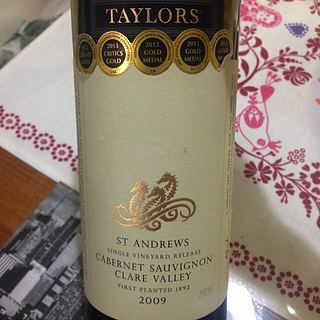 TAYLORS
2013
CRITICS
GOLD
2012
GOLD
MEDAL
2012
GOLD
MEDAL
ST ANDREWS
SINGLE VINEYARD RELEASE
CABERNET SAUVIGNON
CLARE VALLEY
FIRST PLANTED 1892
2009